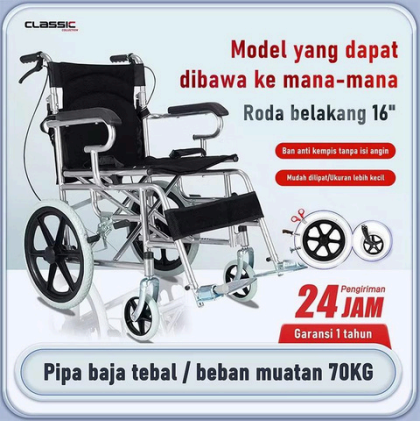 CLASSIC
COLLECTION
Model yang dapat
dibawa ke mana-mana
Roda belakang 16"
Ban anti kempis tanpa isi angin
Mudah dilipat/Ukuran lebih kecil
Pengiriman
24 JAM
Garansi 1 tahun
Pipa baja tebal / beban muatan 70KG